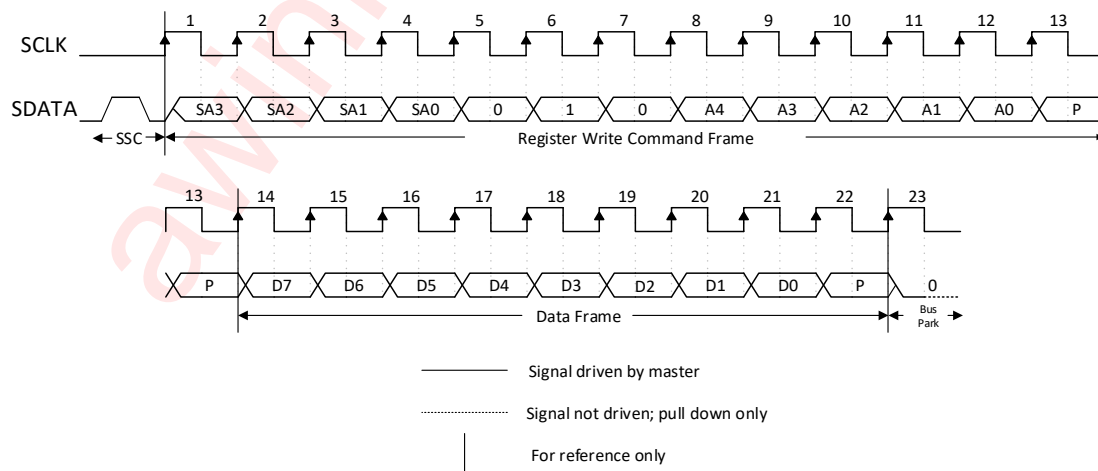 1 2 3 4 5 6 7 8 9 10 11 12 13
SCLK
SDATA SA3 SA2 SA1 SA0 0 1 0 A4 A3 A2 A1 A0 P
SSC Register Write Command Frame
13 14 15 16 17 18 19 20 21 22 23
P D7 D6 D5 D4 D3 D2 D1 D0 P 0
Data Frame Bus
Park
Signal driven by master
Signal not driven; pull down only
For reference only